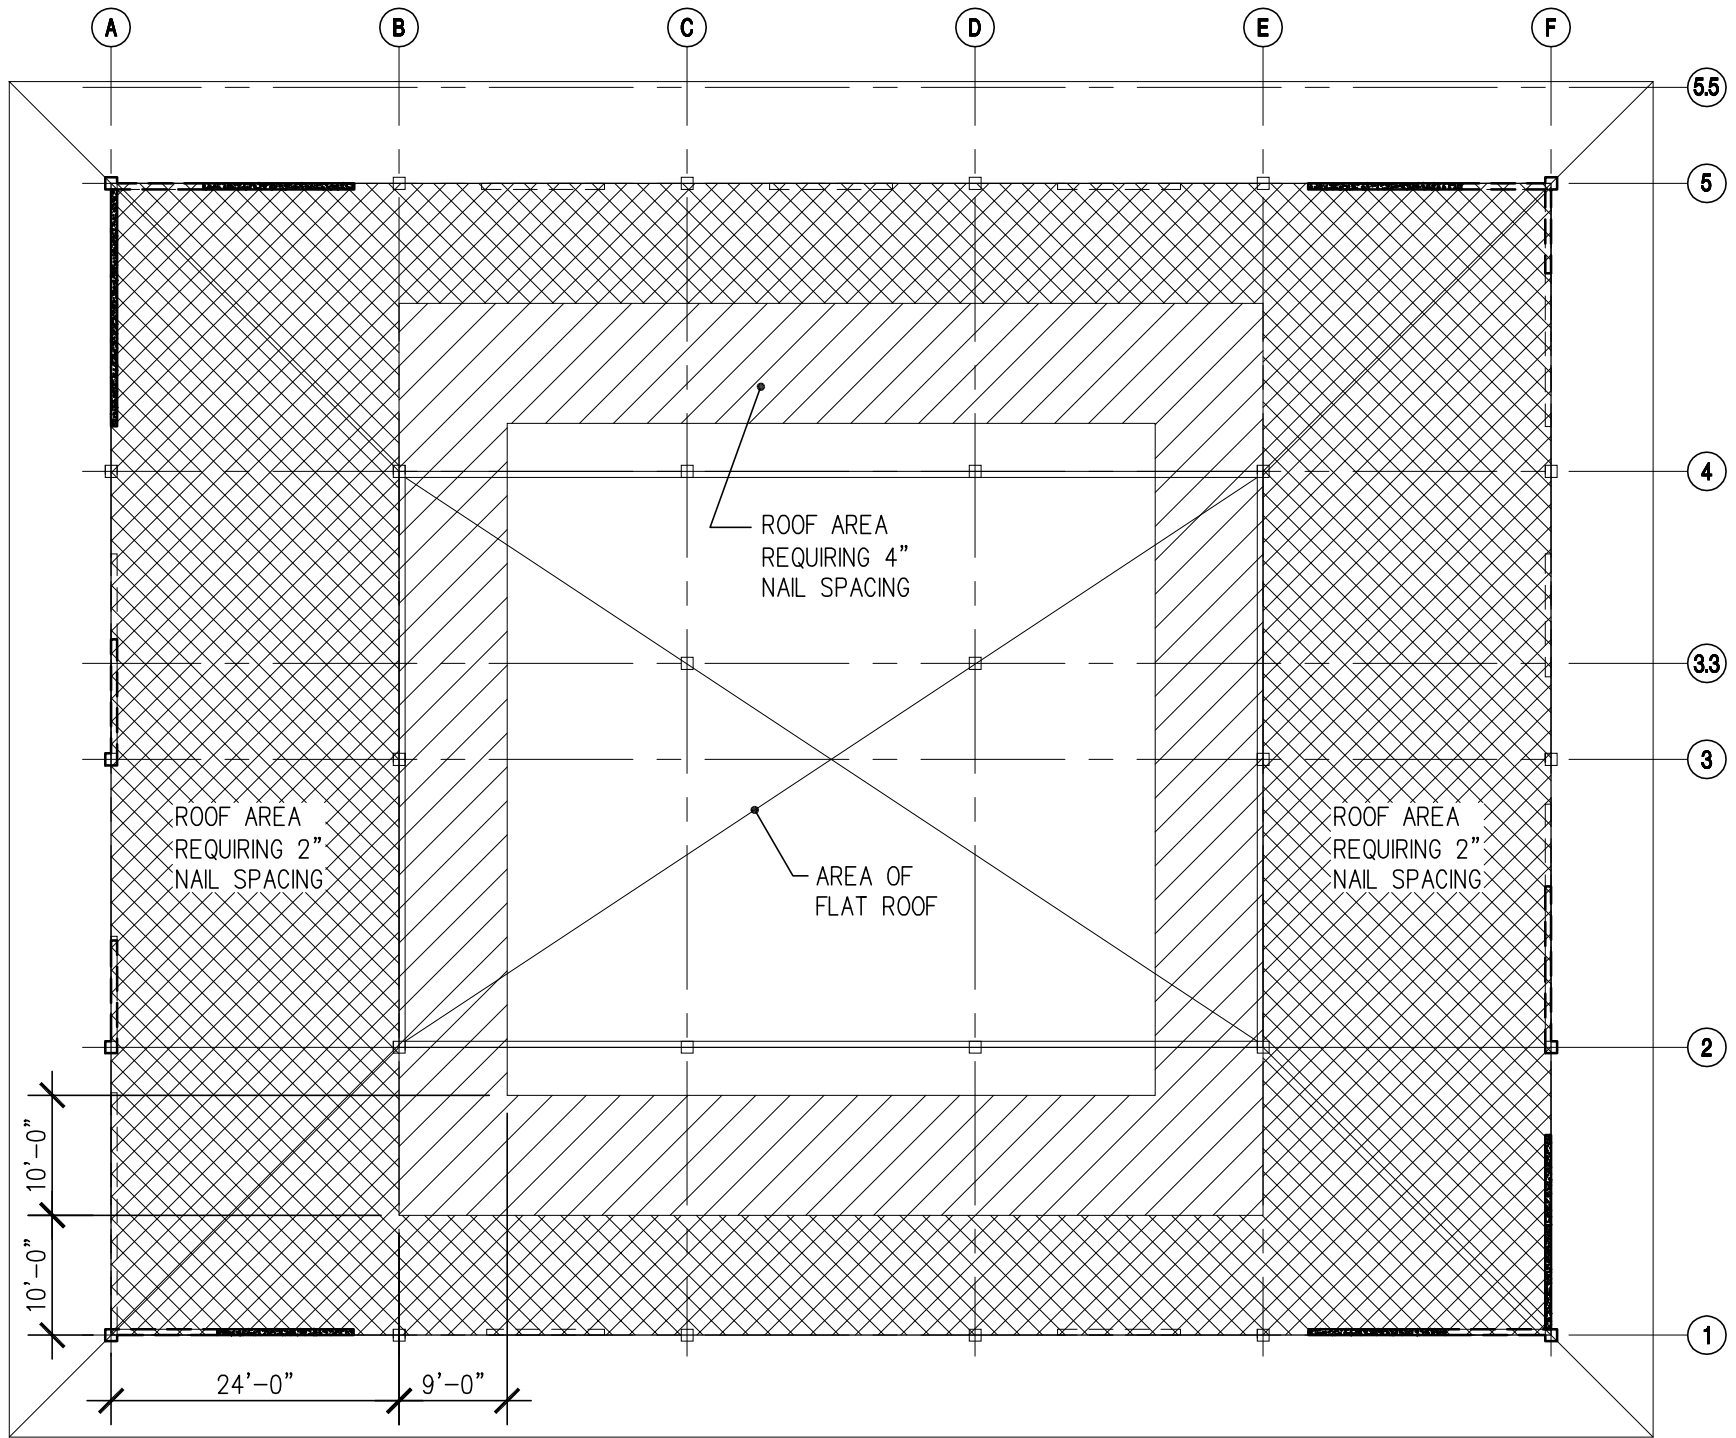 A
B
C
D
E
F
5.5
5
4
ROOF AREA
REQUIRING 4"
NAIL SPACING
3.3
3
ROOF AREA
REQUIRING 2"
NAIL SPACING
ROOF AREA
REQUIRING 2"
NAIL SPACING
AREA OF
FLAT ROOF
2
10'-0"
10'-0"
1
24'-0"
9'-0"